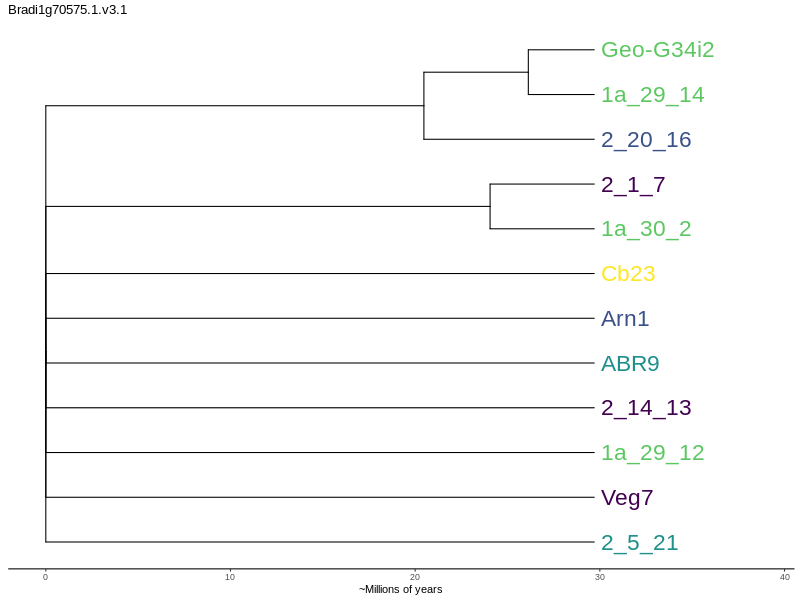 Bradi1g70575.1.v3.1
Geo-G34i2
1a_29_14
2_20_16
2_1_7
1a_30_2
Cb23
Arn1
ABR9
2_14_13
1a_29_12
Veg7
2_5_21
0 10 20 30 40
~Millions of years